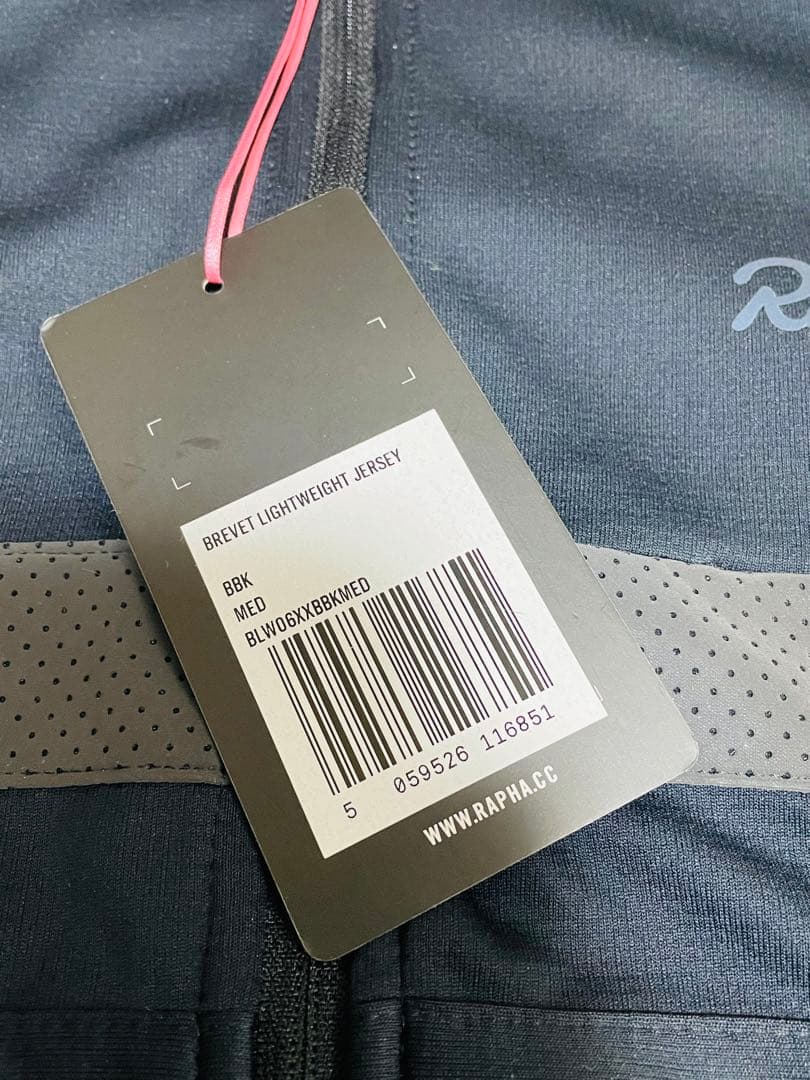 BREVET LIGHTWEIGHT JERSEY
BBK
MED
BLW06XXBBKMED
5 059526 116851
WWW.RAPHA.CC
R